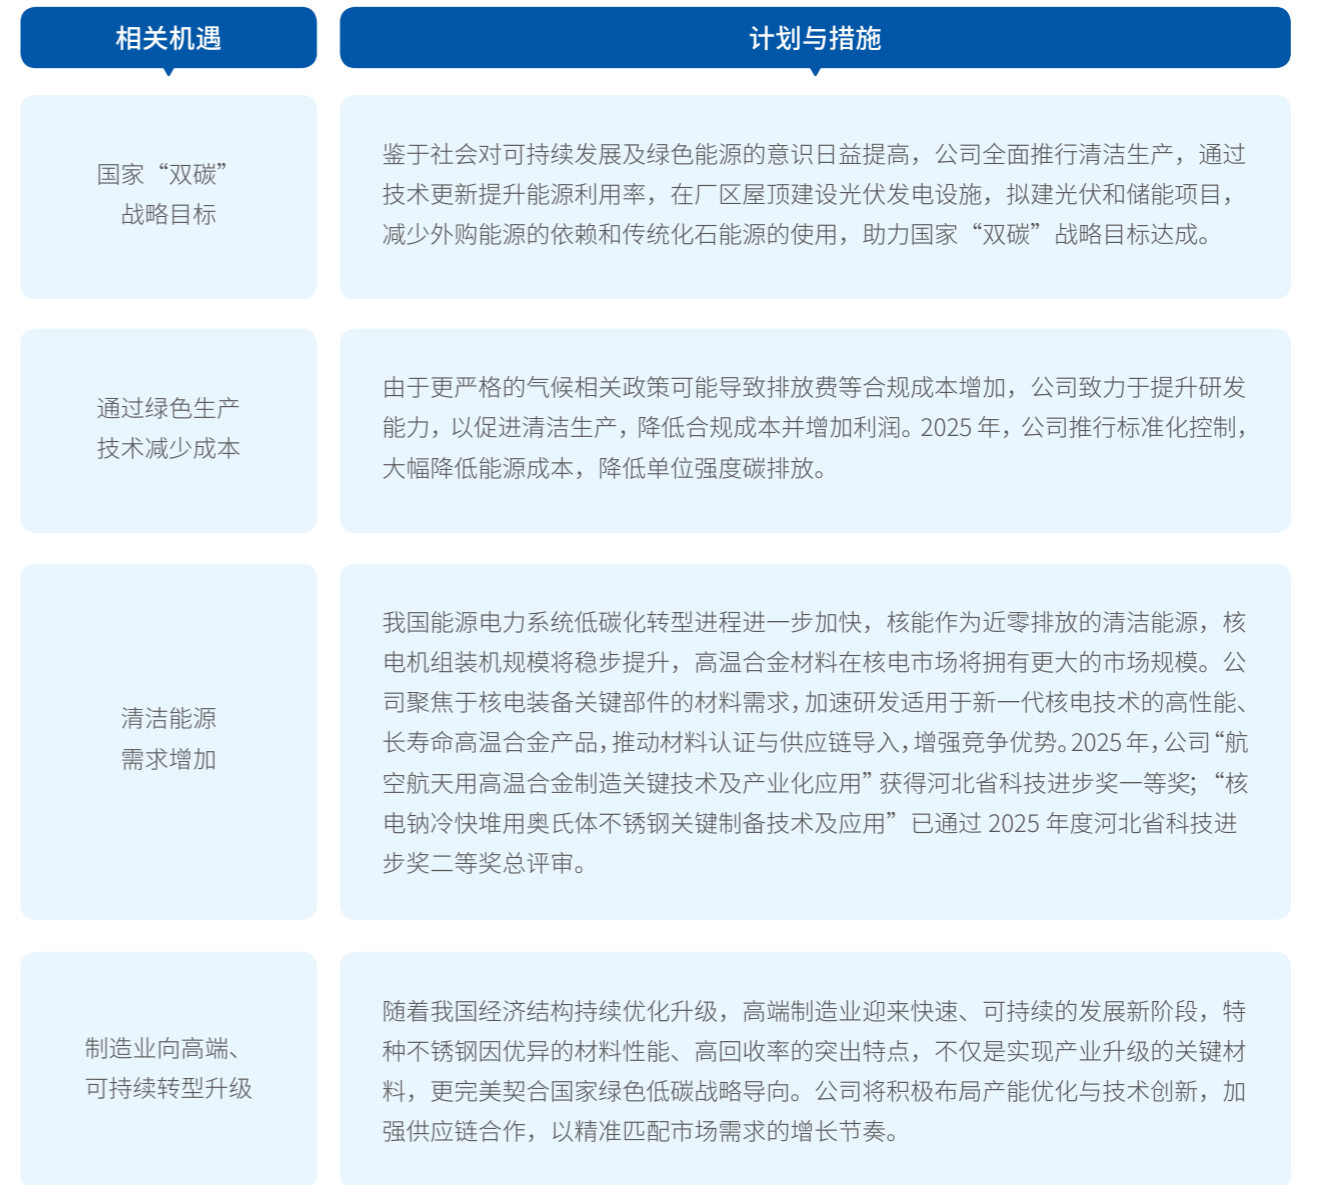 相关机遇
计划与措施
国家“双碳”
战略目标
鉴于社会对可持续发展及绿色能源的意识日益提高，公司全面推行清洁生产，通过
技术更新提升能源利用率，在厂区屋顶建设光伏发电设施，拟建光伏和储能项目，
减少外购能源的依赖和传统化石能源的使用，助力国家“双碳”战略目标达成。
通过绿色生产
技术减少成本
由于更严格的气候相关政策可能导致排放费等合规成本增加，公司致力于提升研发
能力，以促进清洁生产，降低合规成本并增加利润。2025 年，公司推行标准化控制，
大幅降低能源成本，降低单位强度碳排放。
清洁能源
需求增加
我国能源电力系统低碳化转型进程进一步加快，核能作为近零排放的清洁能源，核
电机组装机规模将稳步提升，高温合金材料在核电市场将拥有更大的市场规模。公
司聚焦于核电装备关键部件的材料需求，加速研发适用于新一代核电技术的高性能、
长寿命高温合金产品，推动材料认证与供应链导入，增强竞争优势。2025 年，公司“航
空航天用高温合金制造关键技术及产业化应用”获得河北省科技进步奖一等奖；“核
电钠冷快堆用奥氏体不锈钢关键制备技术及应用”已通过 2025 年度河北省科技进
步奖二等奖总评审。
制造业向高端、
可持续转型升级
随着我国经济结构持续优化升级，高端制造业迎来快速、可持续的发展新阶段，特
种不锈钢因优异的材料性能、高回收率的突出特点，不仅是实现产业升级的关键材
料，更完美契合国家绿色低碳战略导向。公司将积极布局产能优化与技术创新，加
强供应链合作，以精准匹配市场需求的增长节奏。